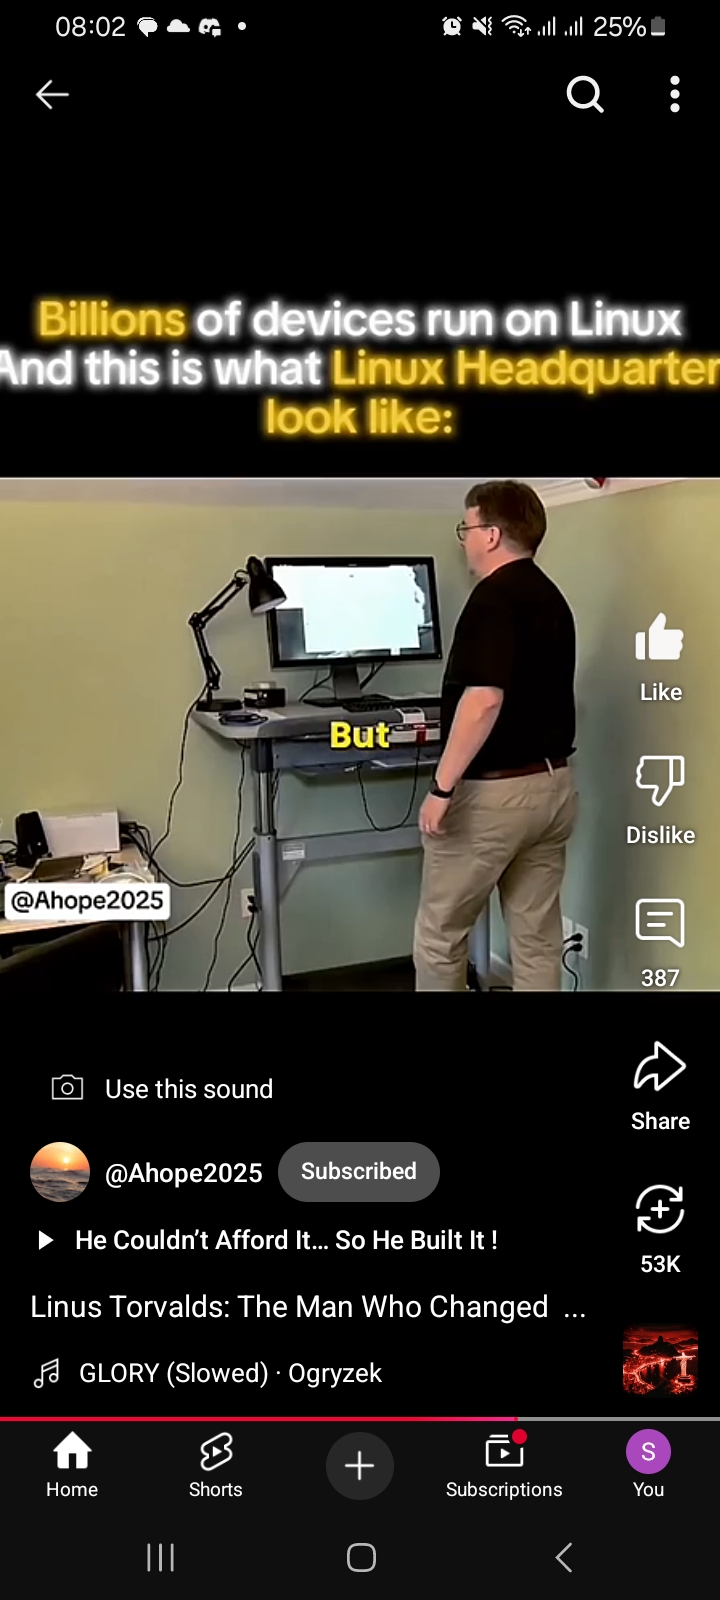 08:02
25%
Billions of devices run on Linux
And this is what Linux Headquarter
look like:
But
@Ahope2025
Like
Dislike
387
Share
53K
Use this sound
@Ahope2025 Subscribed
He Couldn't Afford It... So He Built It !
Linus Torvalds: The Man Who Changed ...
GLORY (Slowed) · Ogryzek
Home
Shorts
Subscriptions
S
You